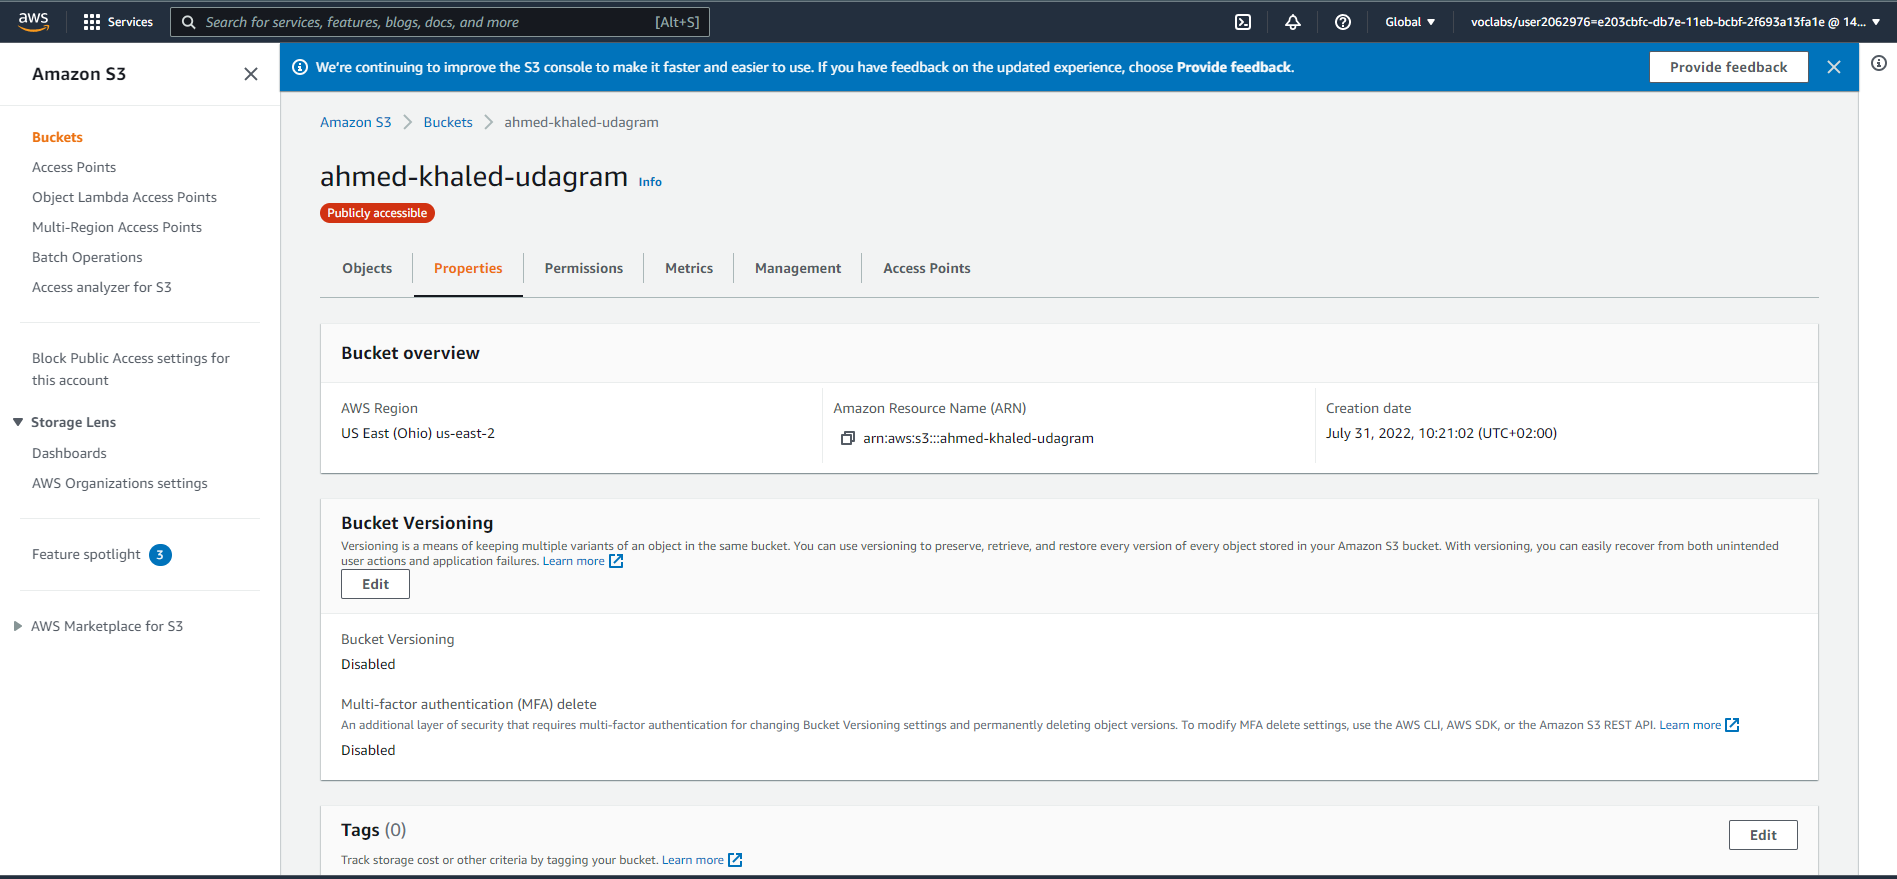 aws
Services
Search for services, features, blogs, docs, and more
[Alt+S]
Global
voclabs/user2062976=e203cbfc-db7e-11eb-bcbf-2f693a13fa1e @ 14...
Amazon S3
We're continuing to improve the S3 console to make it faster and easier to use. If you have feedback on the updated experience, choose Provide feedback.
Provide feedback
Buckets
Access Points
Object Lambda Access Points
Multi-Region Access Points
Batch Operations
Access analyzer for S3
Block Public Access settings for
this account
Storage Lens
Dashboards
AWS Organizations settings
Feature spotlight 3
AWS Marketplace for S3
Amazon S3
Buckets
ahmed-khaled-udagram
ahmed-khaled-udagram Info
Publicly accessible
Objects
Properties
Permissions
Metrics
Management
Access Points
Bucket overview
AWS Region
US East (Ohio) us-east-2
Amazon Resource Name (ARN)
arn:aws:s3:::ahmed-khaled-udagram
Creation date
July 31, 2022, 10:21:02 (UTC+02:00)
Bucket Versioning
Versioning is a means of keeping multiple variants of an object in the same bucket. You can use versioning to preserve, retrieve, and restore every version of every object stored in your Amazon S3 bucket. With versioning, you can easily recover from both unintended
user actions and application failures. Learn more
Edit
Bucket Versioning
Disabled
Multi-factor authentication (MFA) delete
An additional layer of security that requires multi-factor authentication for changing Bucket Versioning settings and permanently deleting object versions. To modify MFA delete settings, use the AWS CLI, AWS SDK, or the Amazon S3 REST API. Learn more
Disabled
Tags (0)
Edit
Track storage cost or other criteria by tagging your bucket. Learn more